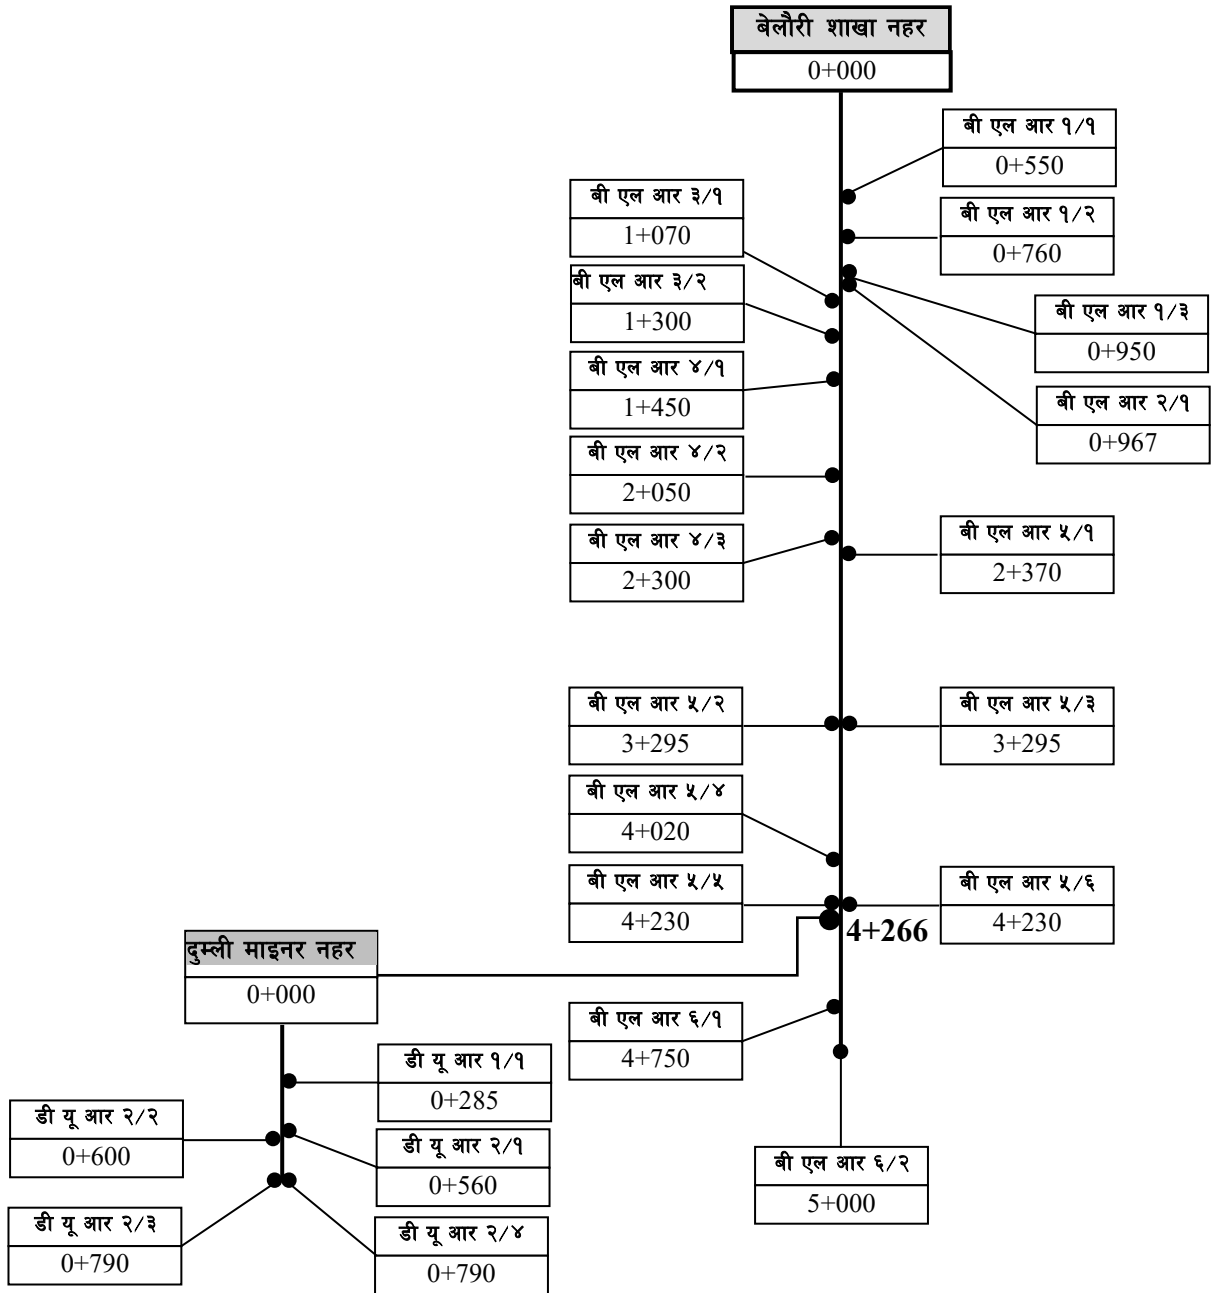 बेलौरी शाखा नहर
0+000
बी एल आर १/१
0+550
बी एल आर ३/१
1+070
बी एल आर १/२
0+760
बी एल आर ३/२
1+300
बी एल आर १/३
0+950
बी एल आर ४/१
1+450
बी एल आर २/१
0+967
बी एल आर ४/२
2+050
बी एल आर ४/३
2+300
बी एल आर ५/१
2+370
बी एल आर ५/२
3+295
बी एल आर ५/३
3+295
बी एल आर ५/४
4+020
बी एल आर ५/५
4+230
बी एल आर ५/६
4+230
4+266
दुम्ली माइनर नहर
0+000
बी एल आर ६/१
4+750
डी यू आर १/१
0+285
डी यू आर २/२
0+600
डी यू आर २/१
0+560
बी एल आर ६/२
5+000
डी यू आर २/३
0+790
डी यू आर २/४
0+790